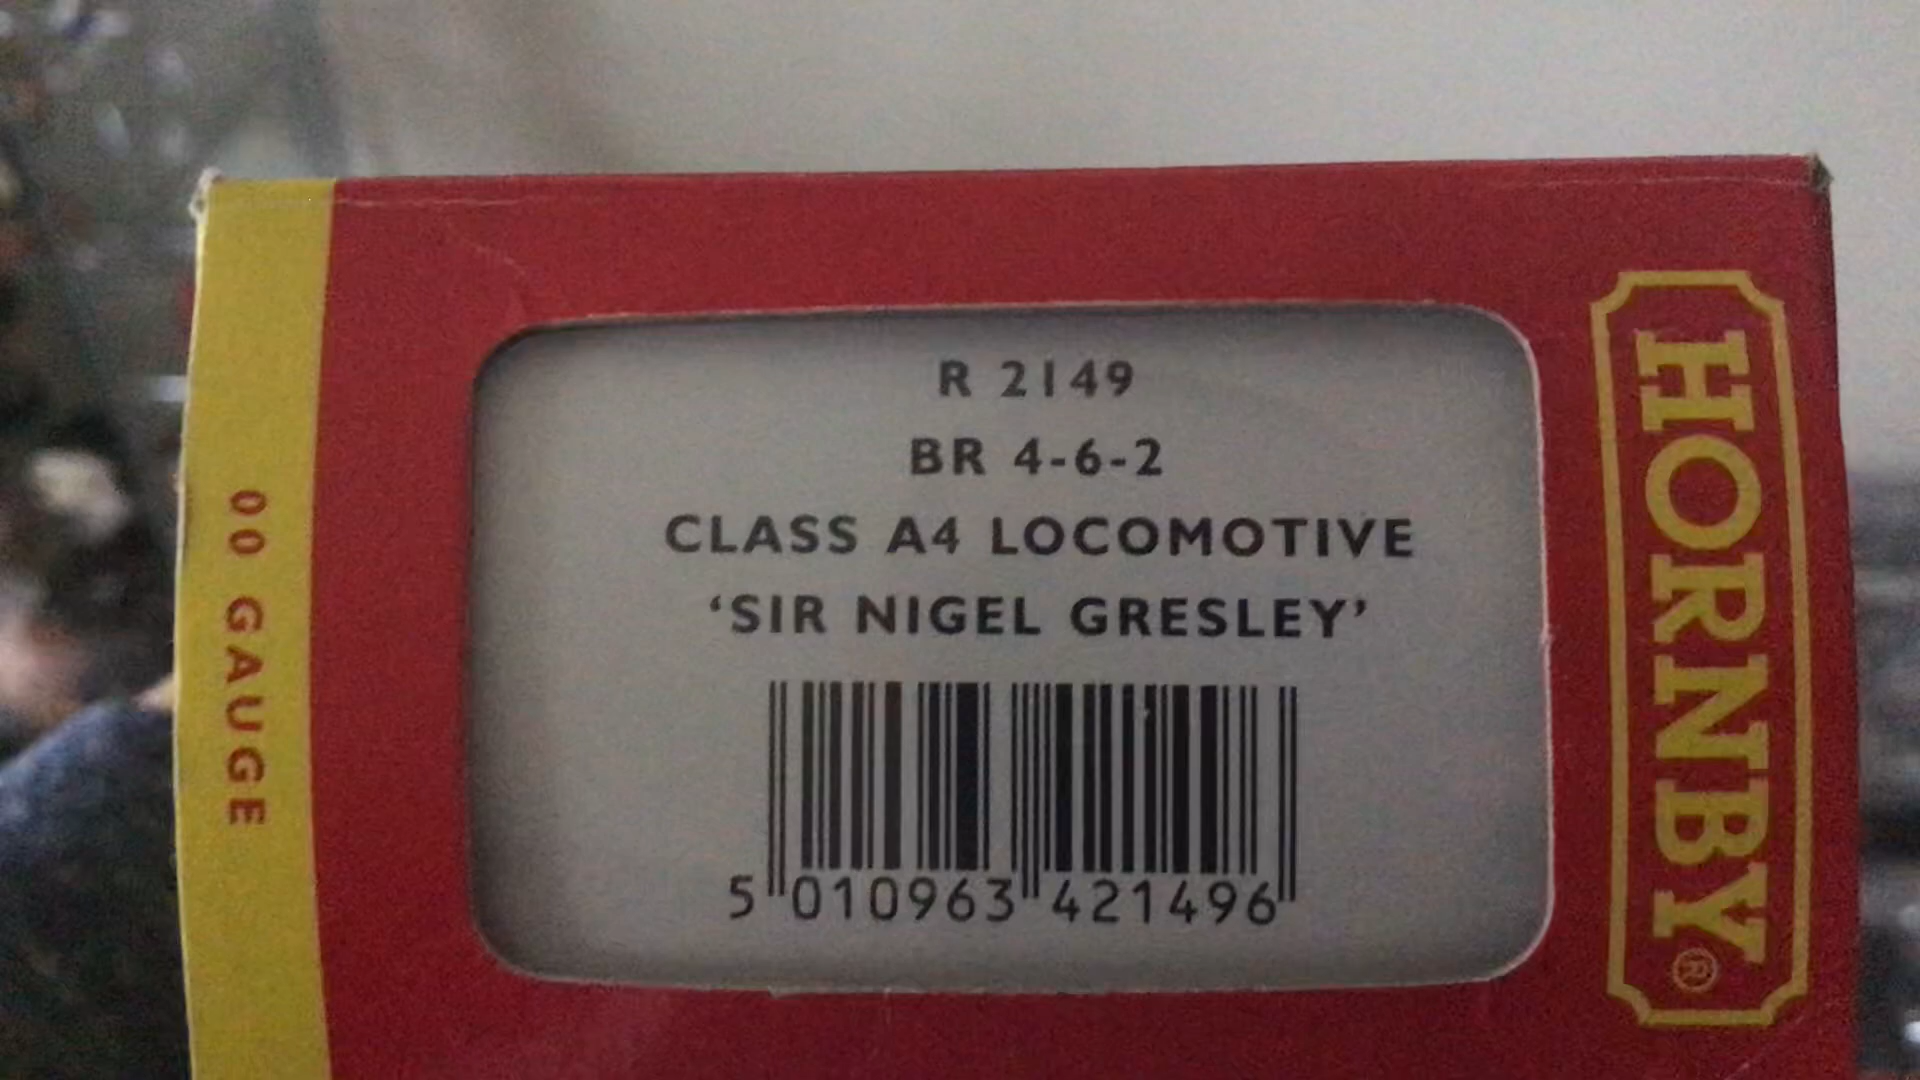 R 2149
BR 4-6-2
CLASS A4 LOCOMOTIVE
‘SIR NIGEL GRESLEY’
5 010963 421496
00 GAUGE
HORNBY®